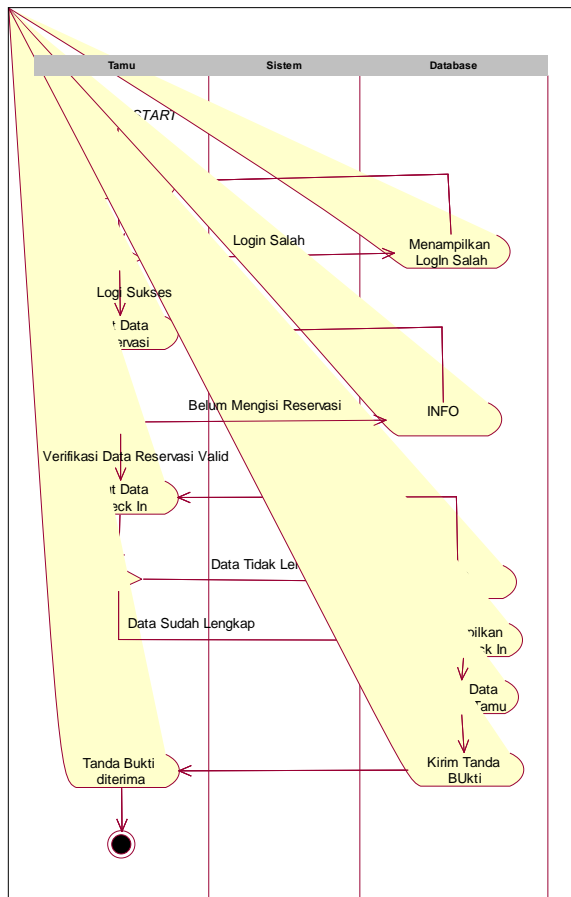 Tamu Sistem Database
START
Login Salah
Menampilkan
LogIn Salah
Logi Sukses
t Data
ervasi
Belum Mengisi Reservasi
INFO
Verifikasi Data Reservasi Valid
ut Data
eck In
Data Tidak Le
Data Sudah Lengkap
pilkan
ck In
Data
Tamu
Tanda Bukti
diterima
Kirim Tanda
BUkti